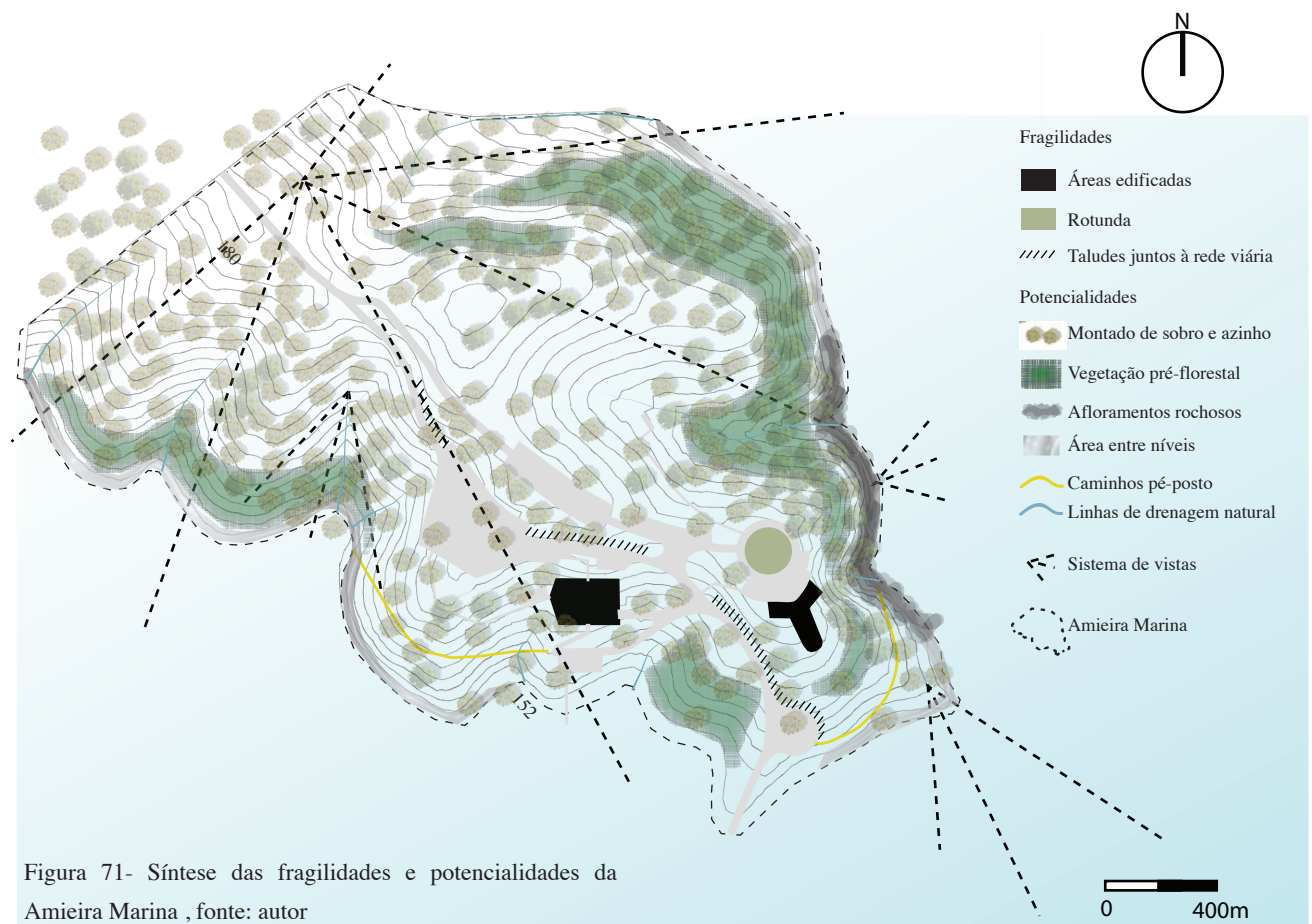 N
Fragilidades
Áreas edificadas
Rotunda
Taludes juntos à rede viária
Potencialidades
Montado de sobro e azinho
Vegetação pré-florestal
Afloramentos rochosos
Área entre níveis
Caminhos pé-posto
Linhas de drenagem natural
Sistema de vistas
Amieira Marina
180
152
Figura 71- Síntese das fragilidades e potencialidades da
Amieira Marina , fonte: autor
0 400m